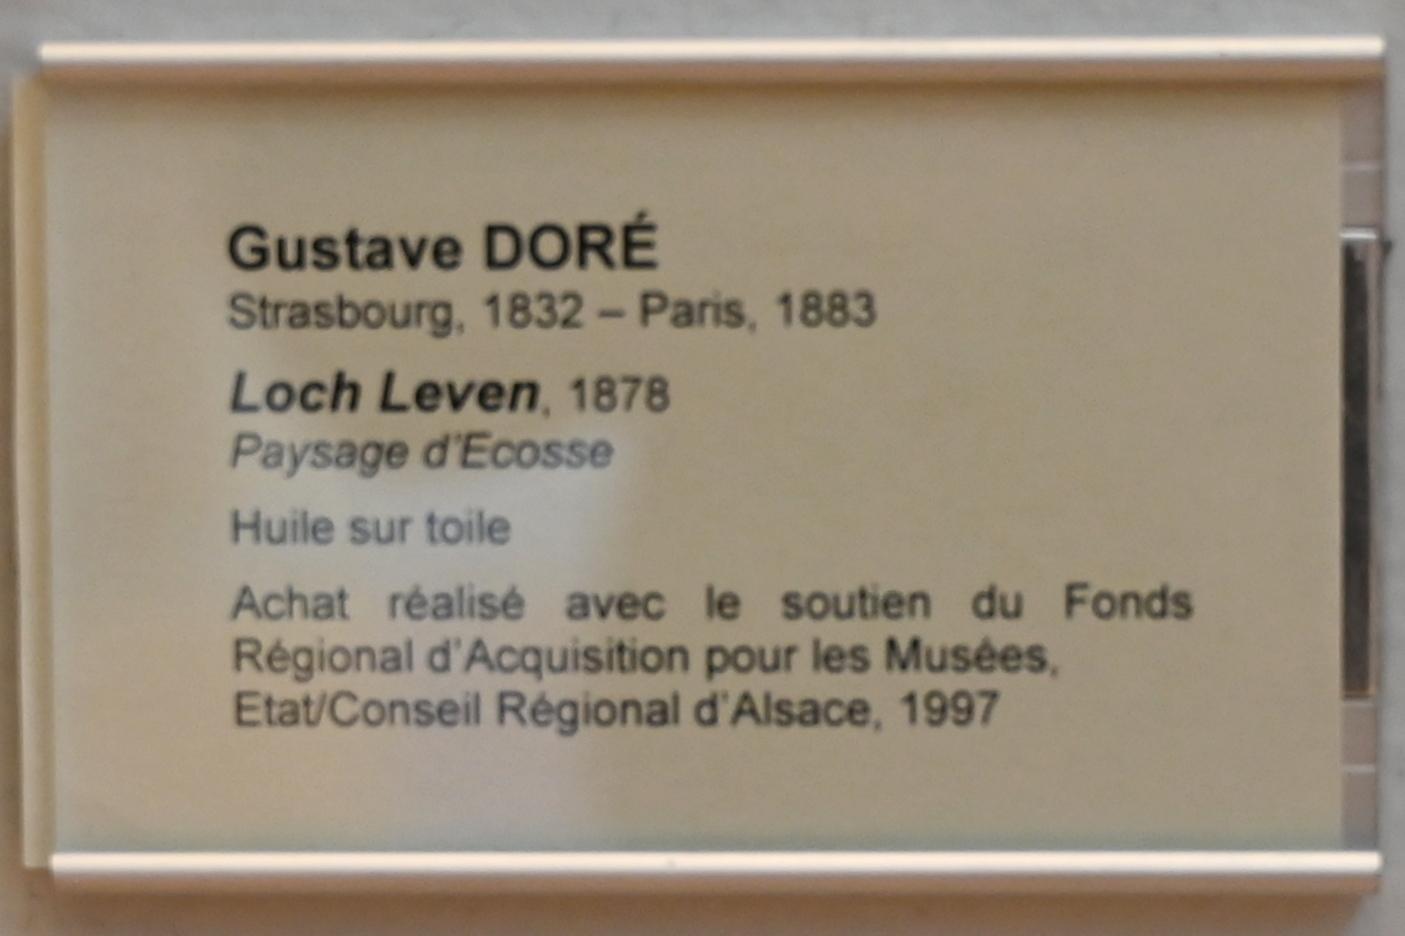 Gustave DORÉ
Strasbourg, 1832 – Paris, 1883
Loch Leven, 1878
Paysage d'Ecosse
Huile sur toile
Achat réalisé avec le soutien du Fonds
Régional d'Acquisition pour les Musées,
Etat/Conseil Régional d'Alsace, 1997